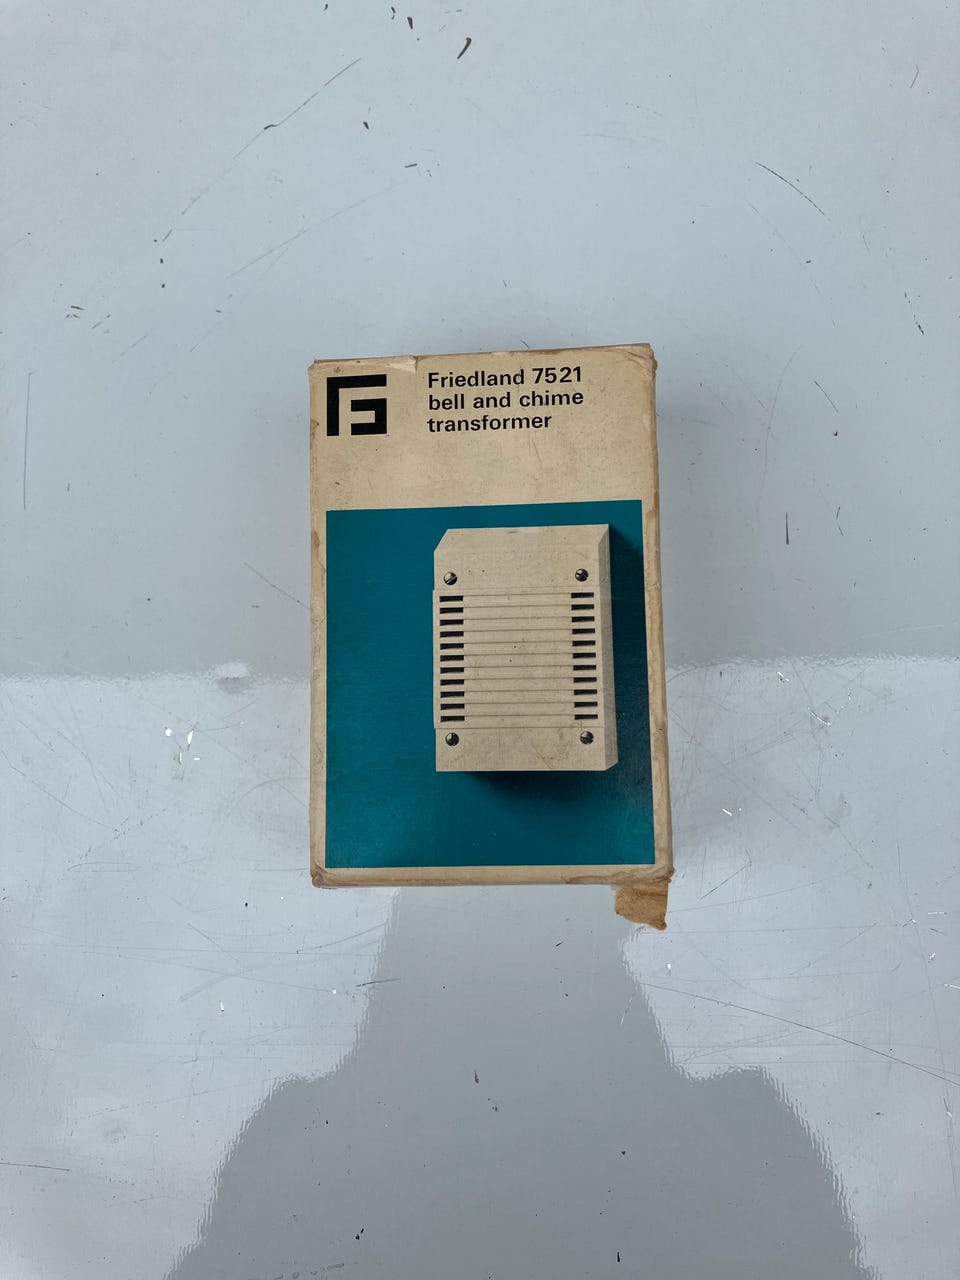 Friedland 7521
bell and chime
transformer